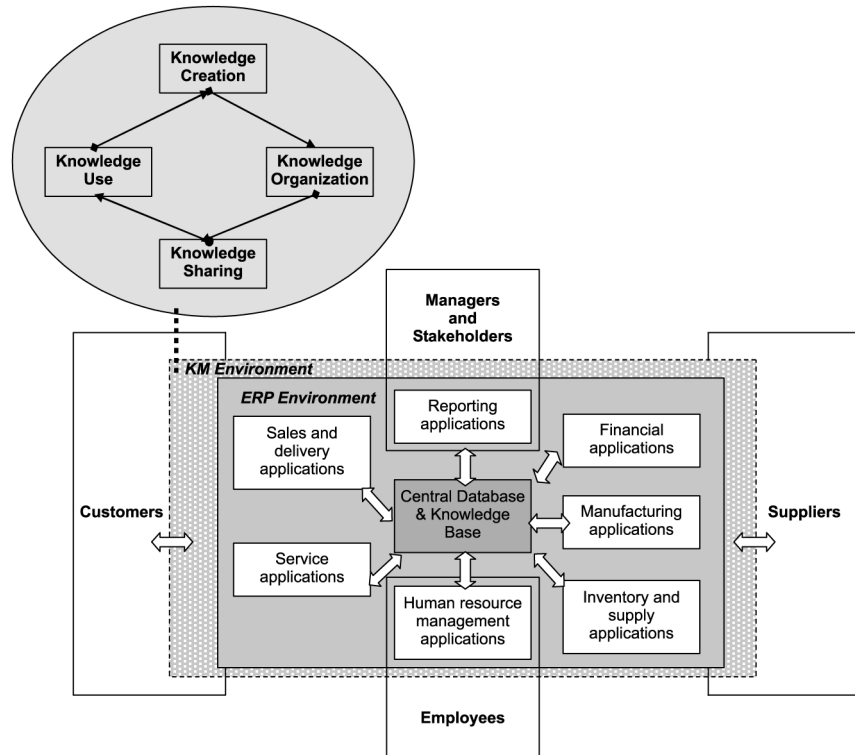 Knowledge
Creation
Knowledge
Use
Knowledge
Organization
Knowledge
Sharing
Managers
and
Stakeholders
KM Environment
ERP Environment
Reporting
applications
Sales and
delivery
applications
Financial
applications
Customers
Central Database
& Knowledge
Base
Manufacturing
applications
Suppliers
Service
applications
Human resource
management
applications
Inventory and
supply
applications
Employees